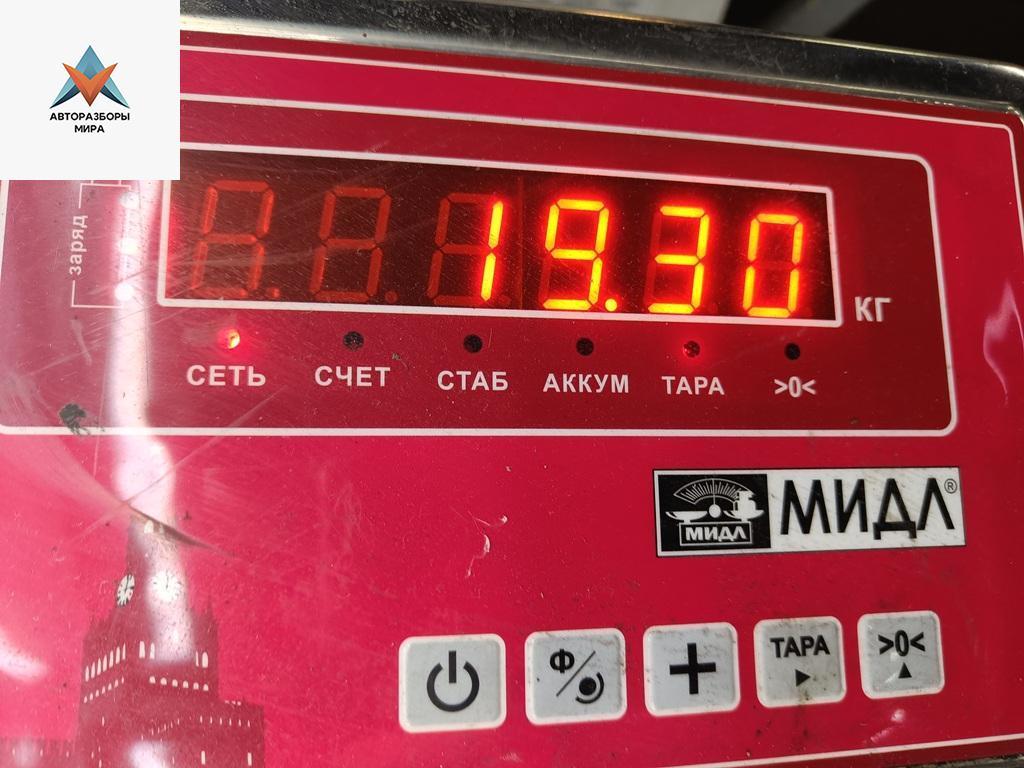 АВТОРАЗБОРЫ
МИРА
заряд
19.30
КГ
СЕТЬ СЧЕТ СТАБ АККУМ ТАРА >0<
МИДЛ МИДЛ®
Ф ТАРА >0<